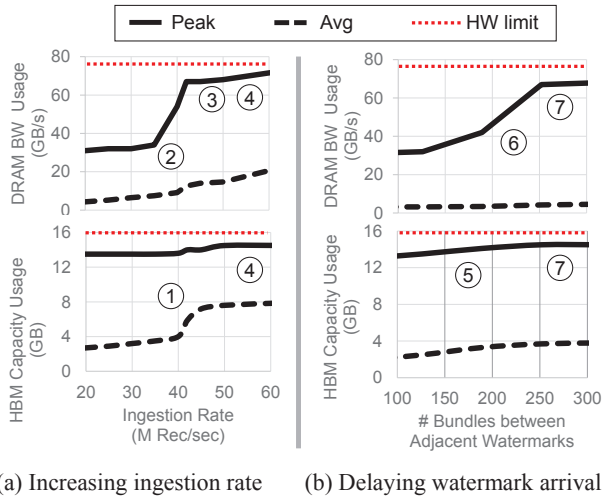 Peak Avg HW limit
DRAM BW Usage
(GB/s)
80
60
40
20
0
② ③ ④
HBM Capacity Usage
(GB)
16
12
8
4
0
① ④
20 30 40 50 60
Ingestion Rate
(M Rec/sec)
(a) Increasing ingestion rate
DRAM BW Usage
(GB/s)
80
60
40
20
0
⑥ ⑦
HBM Capacity Usage
(GB)
16
12
8
4
0
⑤ ⑦
100 150 200 250 300
# Bundles between
Adjacent Watermarks
(b) Delaying watermark arrival